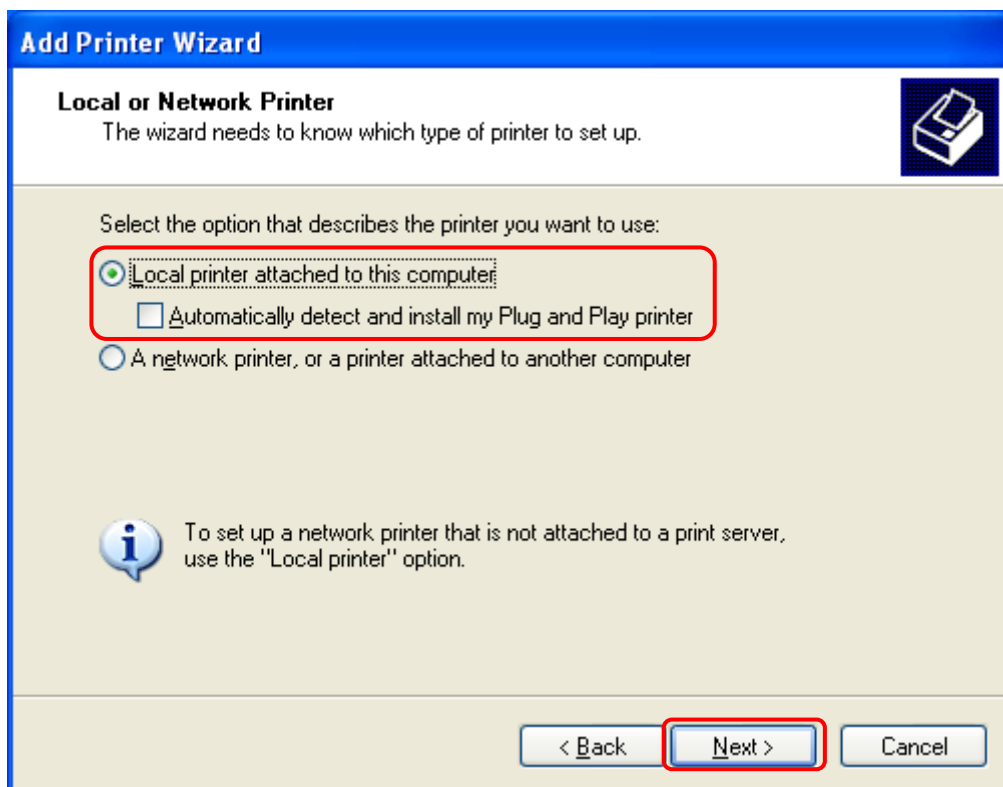 Add Printer Wizard
Local or Network Printer
The wizard needs to know which type of printer to set up.
Select the option that describes the printer you want to use:
Local printer attached to this computer
Automatically detect and install my Plug and Play printer
A network printer, or a printer attached to another computer
To set up a network printer that is not attached to a print server,
use the "Local printer" option.
< Back
Next >
Cancel